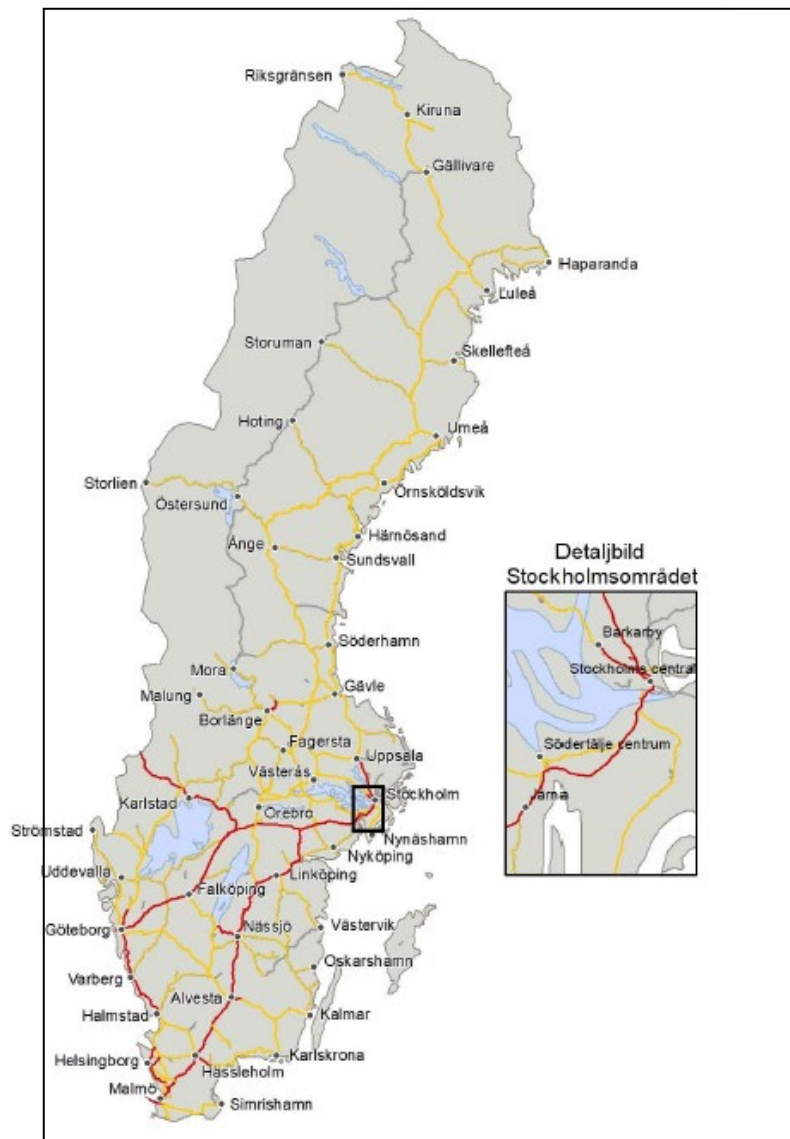 Riksgränsen
Kiruna
Gällivare
Haparanda
Luleå
Storuman
Skellefteå
Hoting
Umeå
Storlien
Östersund
Örnsköldsvik
Ånge
Härnösand
Sundsvall
Detaljbild
Stockholmsområdet
Barkarby
Stockholms central
Södertälje centrum
Järna
Söderhamn
Mora
Malung
Gävle
Borlänge
Fagersta
Uppsala
Västerås
Karlstad
Stockholm
Örebro
Strömstad
Nynäshamn
Nyköping
Uddevalla
Linköping
Falköping
Göteborg
Nässjö
Västervik
Oskarshamn
Varberg
Alvesta
Halmstad
Kalmar
Helsingborg
Hässleholm
Karlskrona
Malmö
Simrishamn